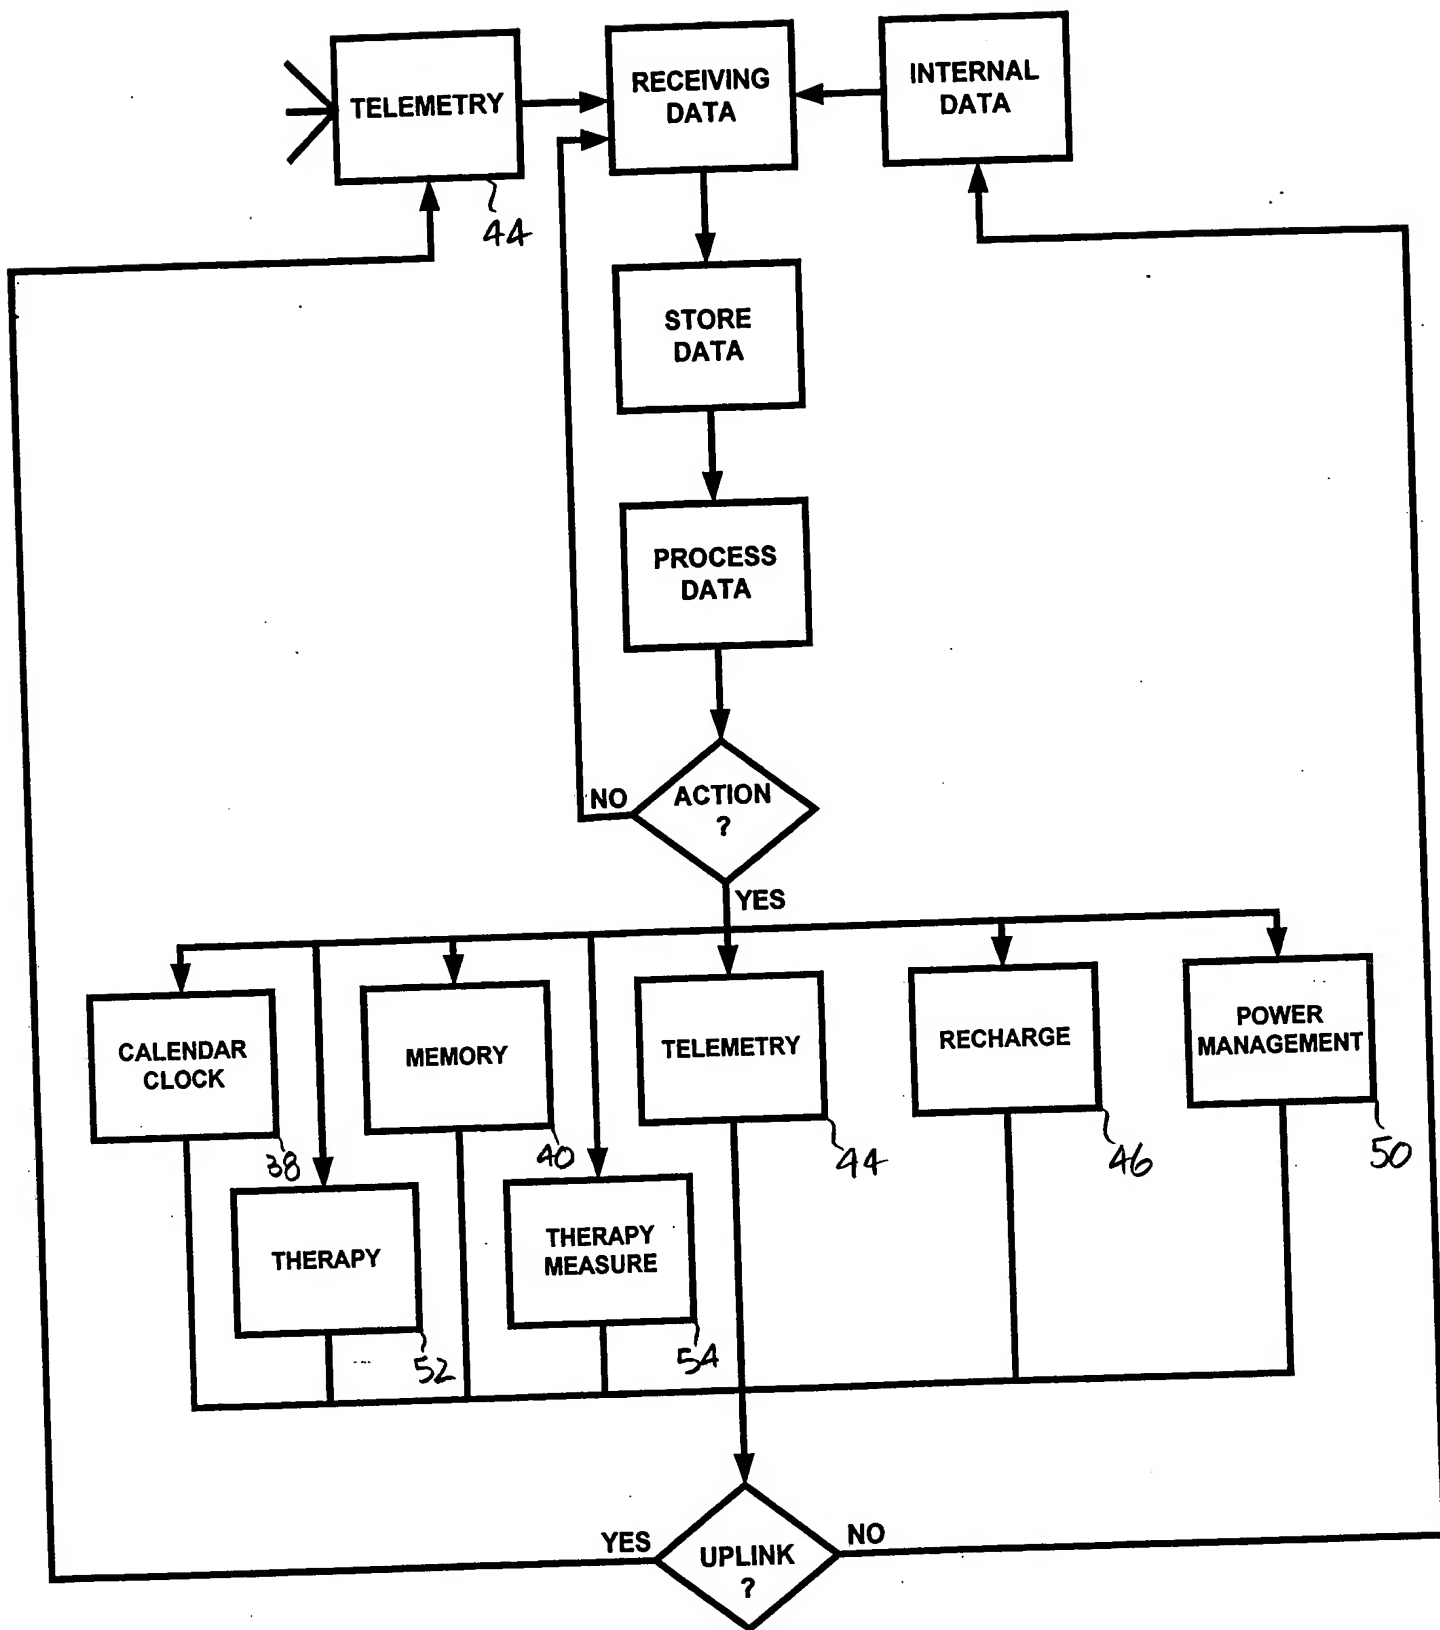 TELEMETRY
44
RECEIVING
DATA
INTERNAL
DATA
STORE
DATA
PROCESS
DATA
ACTION
?
NO
YES
CALENDAR
CLOCK
38
MEMORY
40
TELEMETRY
44
RECHARGE
46
POWER
MANAGEMENT
50
THERAPY
52
THERAPY
MEASURE
54
YES
UPLINK
?
NO